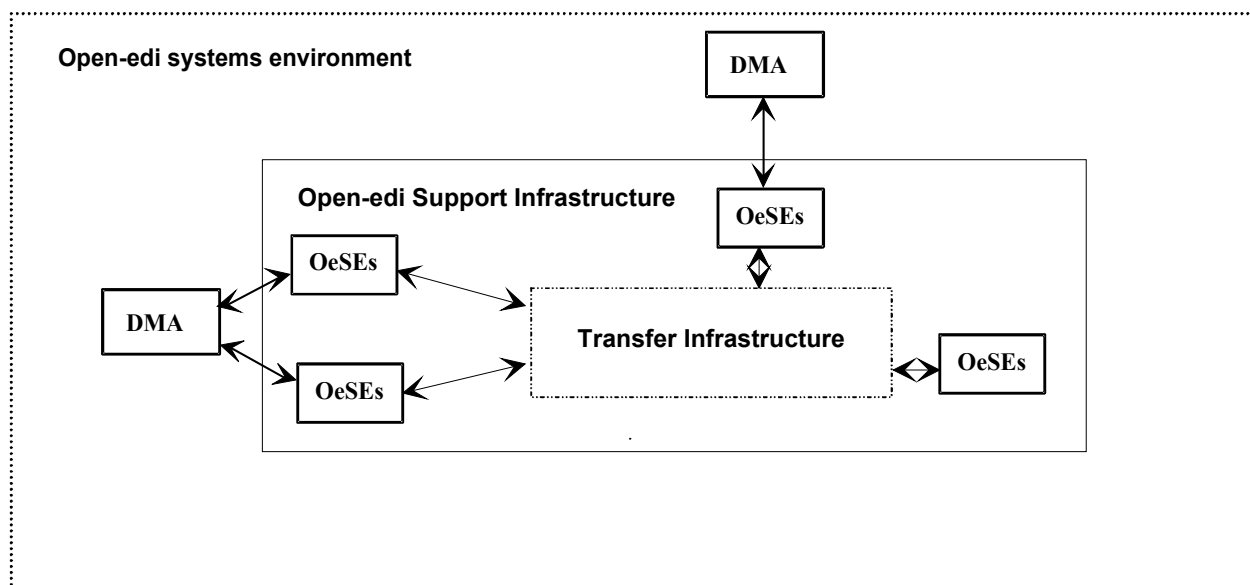 Open-edi systems environment
DMA
Open-edi Support Infrastructure
OeSEs
OeSEs
DMA
Transfer Infrastructure
OeSEs
OeSEs